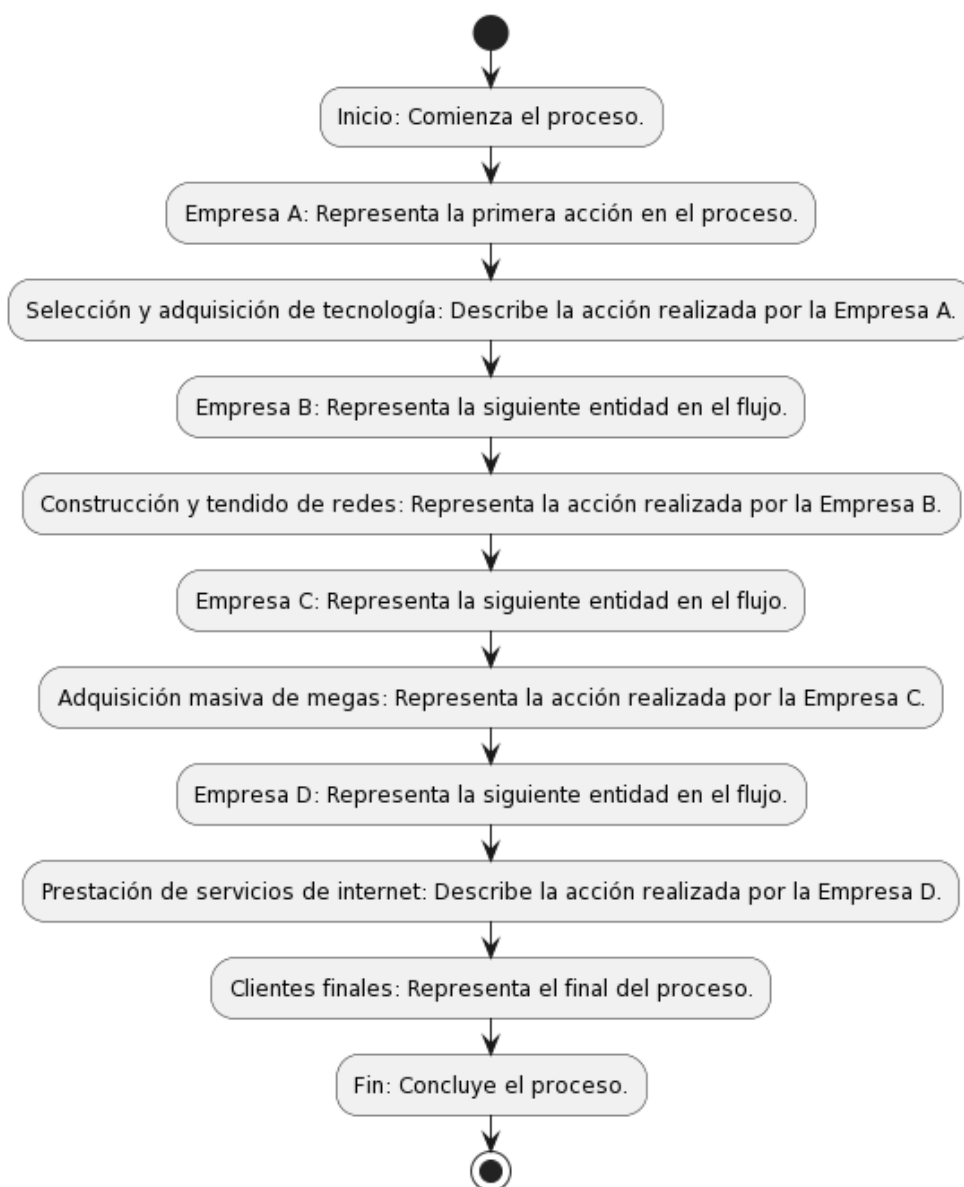 Inicio: Comienza el proceso.
Empresa A: Representa la primera acción en el proceso.
Selección y adquisición de tecnología: Describe la acción realizada por la Empresa A.
Empresa B: Representa la siguiente entidad en el flujo.
Construcción y tendido de redes: Representa la acción realizada por la Empresa B.
Empresa C: Representa la siguiente entidad en el flujo.
Adquisición masiva de megas: Representa la acción realizada por la Empresa C.
Empresa D: Representa la siguiente entidad en el flujo.
Prestación de servicios de internet: Describe la acción realizada por la Empresa D.
Clientes finales: Representa el final del proceso.
Fin: Concluye el proceso.